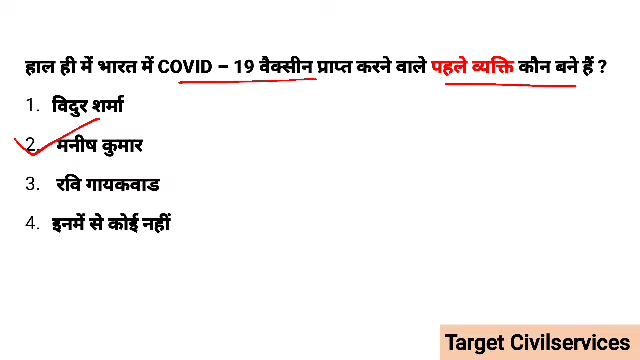 हाल ही में भारत में COVID – 19 वैक्सीन प्राप्त करने वाले पहले व्यक्ति कौन बने हैं ?
1. विदुर शर्मा
2. मनीष कुमार
3. रवि गायकवाड
4. इनमें से कोई नहीं
Target Civilservices